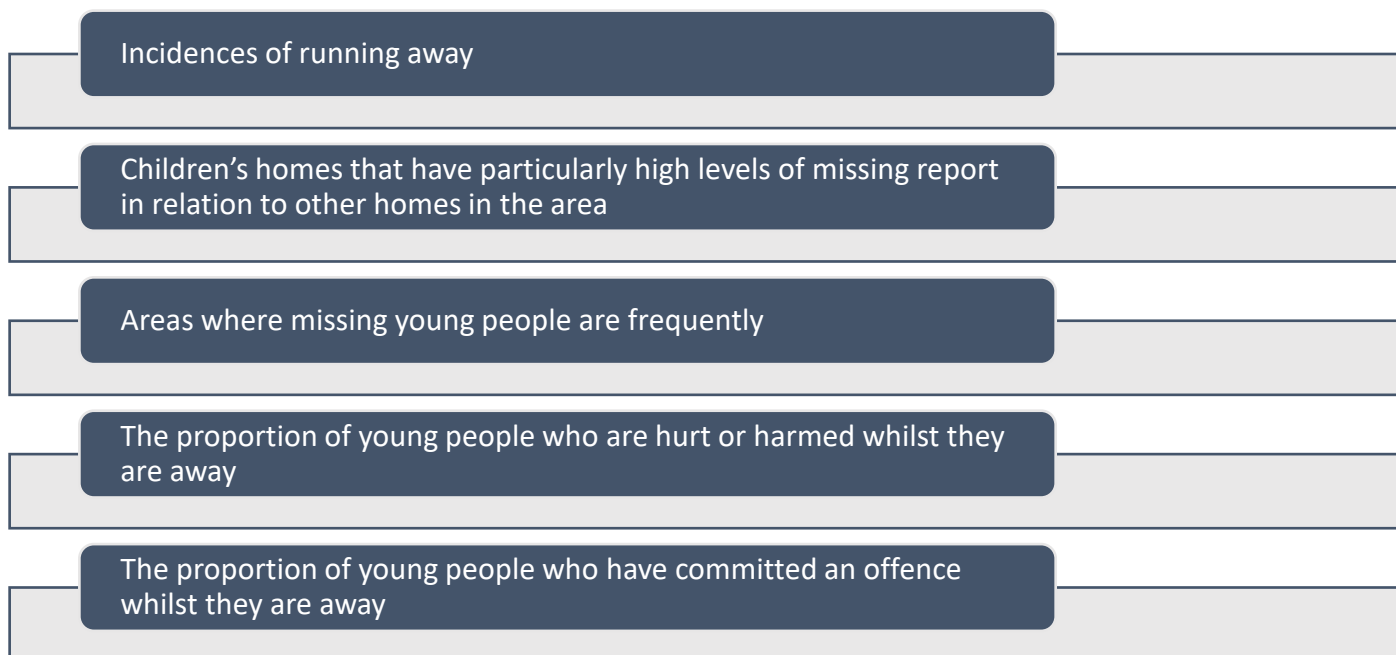 Incidences of running away
Children’s homes that have particularly high levels of missing report
in relation to other homes in the area
Areas where missing young people are frequently
The proportion of young people who are hurt or harmed whilst they
are away
The proportion of young people who have committed an offence
whilst they are away